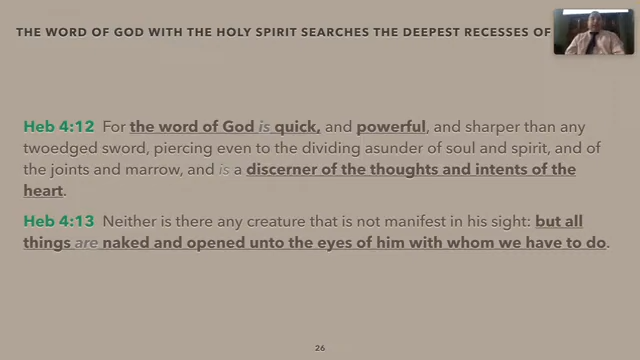 THE WORD OF GOD WITH THE HOLY SPIRIT SEARCHES THE DEEPEST RECESSES OF
Heb 4:12 For the word of God is quick, and powerful, and sharper than any
twoedged sword, piercing even to the dividing asunder of soul and spirit, and of
the joints and marrow, and is a discerner of the thoughts and intents of the
heart.
Heb 4:13 Neither is there any creature that is not manifest in his sight: but all
things are naked and opened unto the eyes of him with whom we have to do.
26